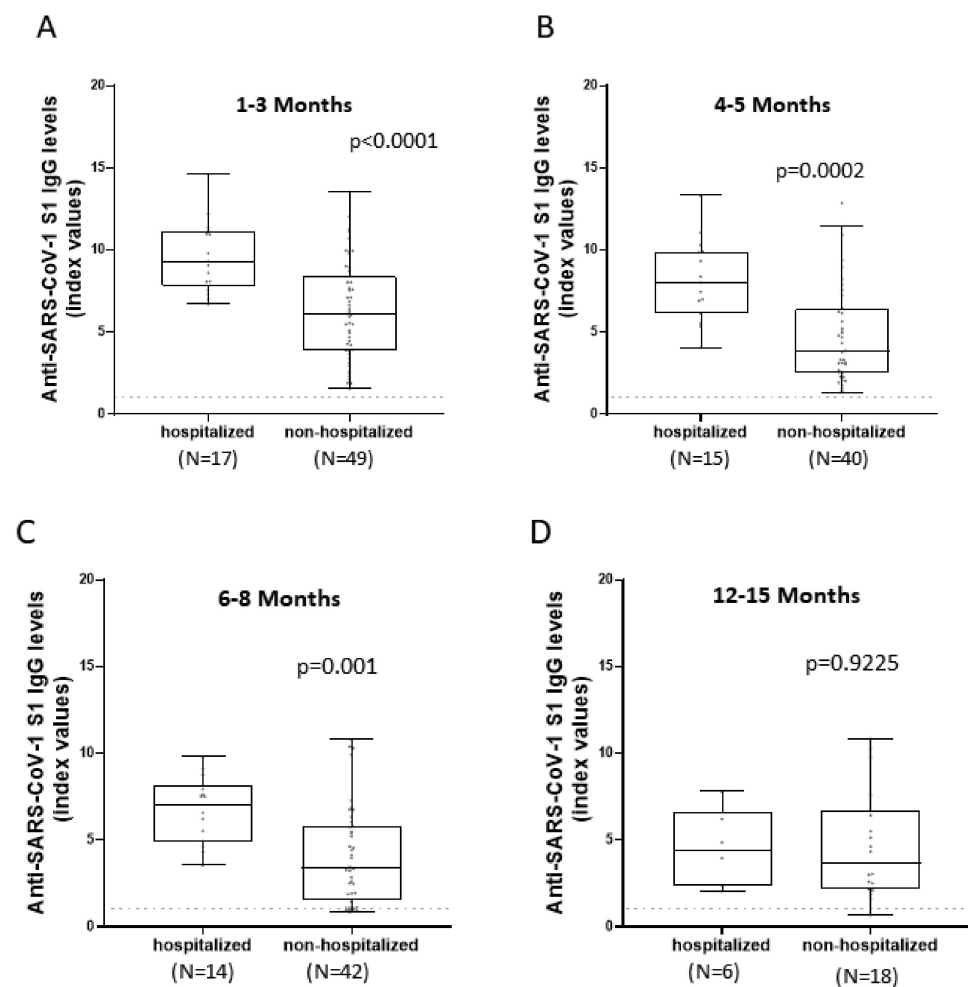 A
Anti-SARS-CoV-1 S1 IgG levels
(index values)
20
15
10
5
0
1-3 Months
p<0.0001
hospitalized
non-hospitalized
(N=17)
(N=49)
B
Anti-SARS-CoV-1 S1 IgG levels
(index values)
20
15
10
5
0
4-5 Months
p=0.0002
hospitalized
non-hospitalized
(N=15)
(N=40)
C
Anti-SARS-CoV-1 S1 IgG levels
(index values)
20
15
10
5
0
6-8 Months
p=0.001
hospitalized
non-hospitalized
(N=14)
(N=42)
D
Anti-SARS-CoV-1 S1 IgG levels
(index values)
20
15
10
5
0
12-15 Months
p=0.9225
hospitalized
non-hospitalized
(N=6)
(N=18)